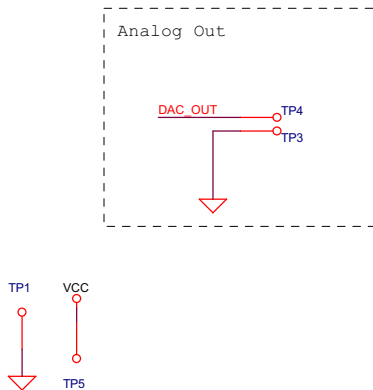 Analog Out
DAC_OUT
TP4
TP3
TP1
VCC
TP5